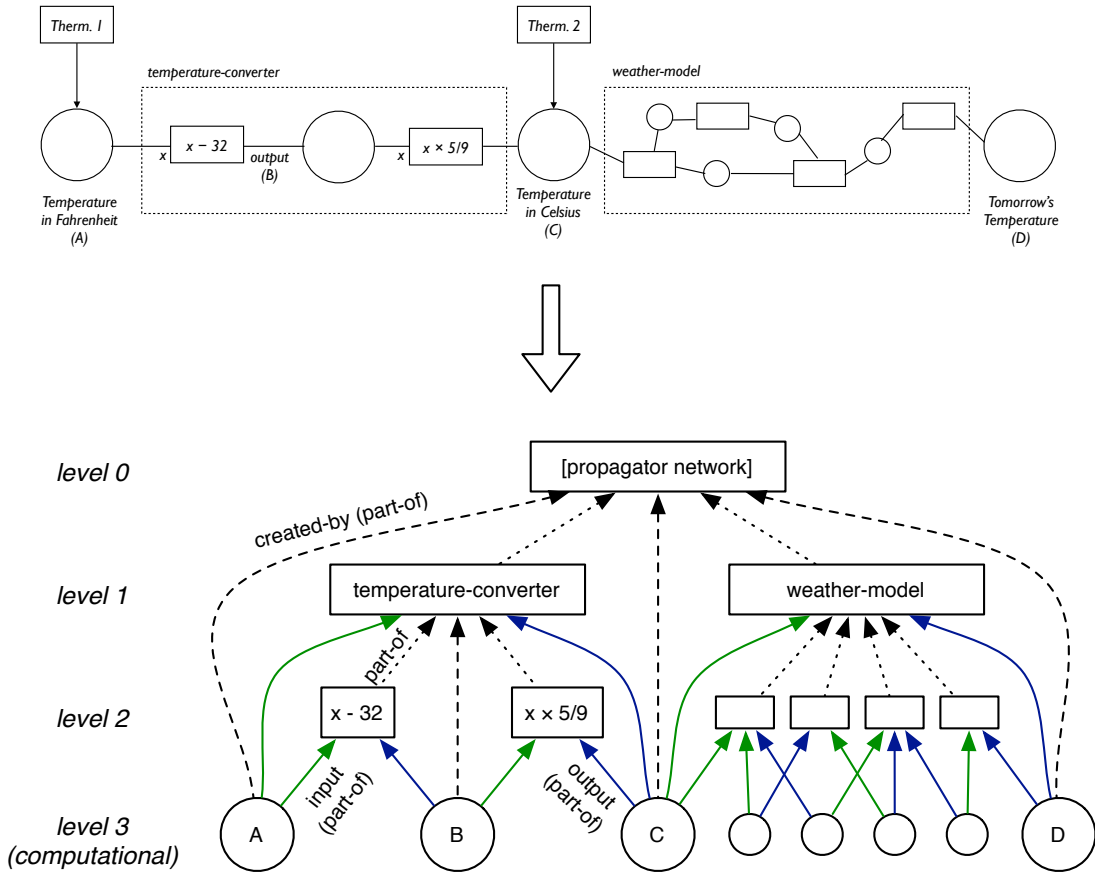 Therm. 1
Therm. 2
temperature-converter
weather-model
x − 32
x × 5/9
x
output
(B)
x
Temperature
in Fahrenheit
(A)
Temperature
in Celsius
(C)
Tomorrow's
Temperature
(D)
level 0
[propagator network]
created-by (part-of)
level 1
temperature-converter
weather-model
part-of
level 2
x - 32
x × 5/9
input
(part-of)
output
(part-of)
level 3
(computational)
A
B
C
D